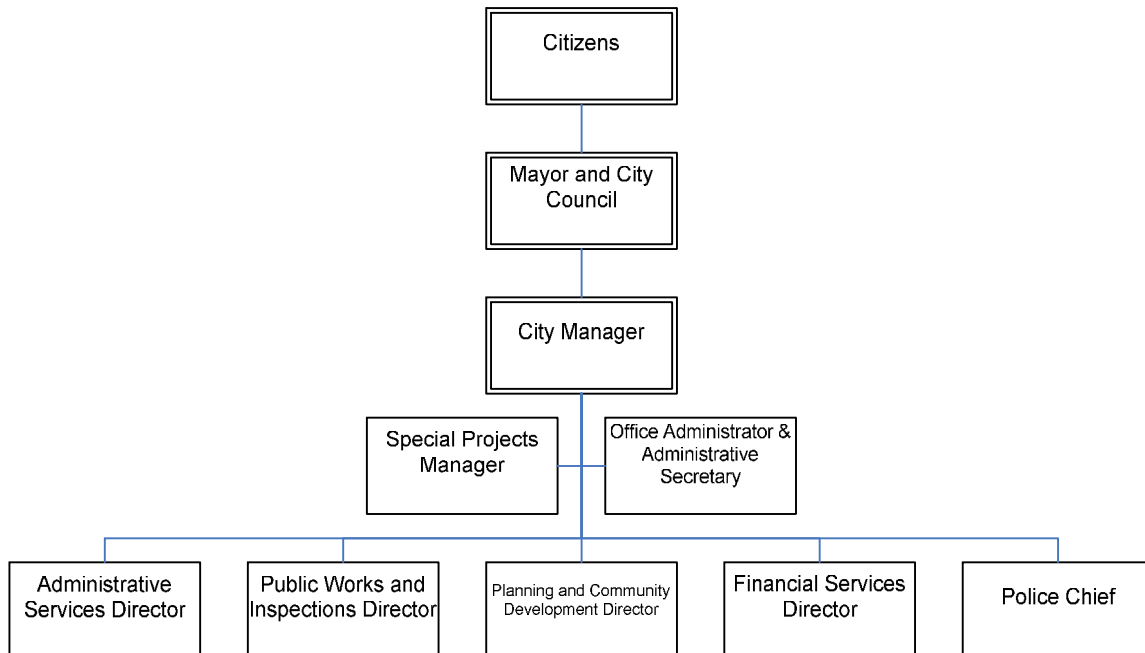 Citizens
Mayor and City
Council
City Manager
Special Projects
Manager
Office Administrator &
Administrative
Secretary
Administrative
Services Director
Public Works and
Inspections Director
Planning and Community
Development Director
Financial Services
Director
Police Chief